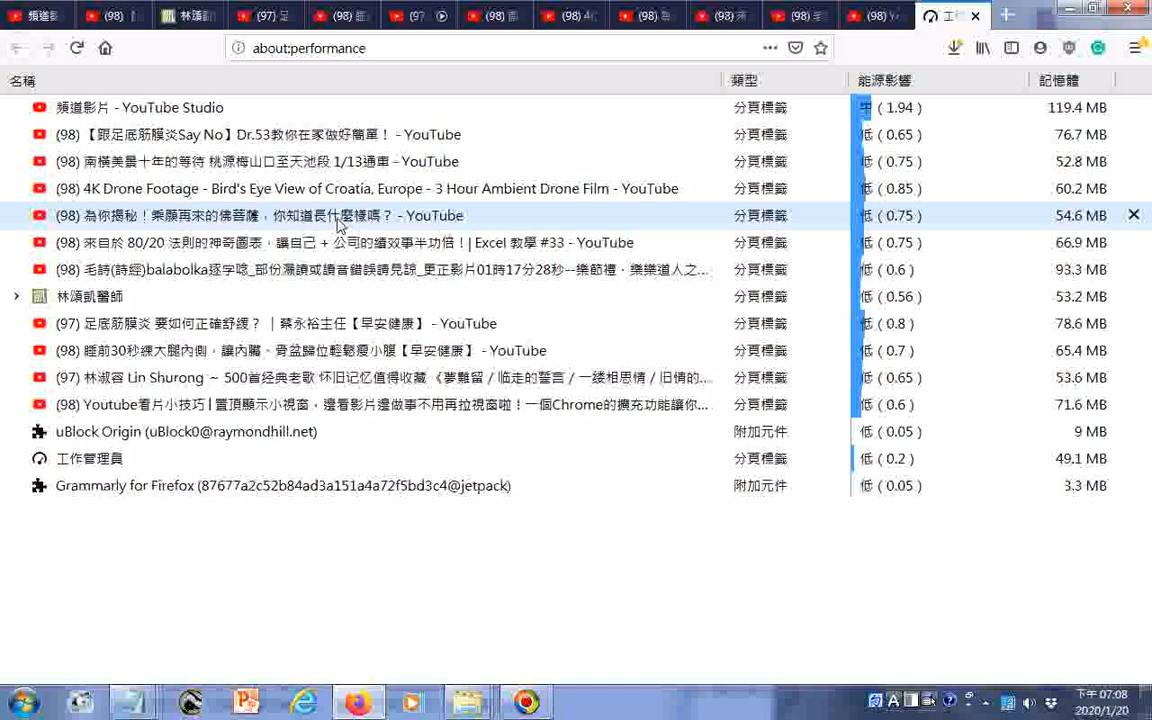 頻道影
(98)
林頌凱
(97) 足
(98)
(97)
(98)
(98) 4K
(98)
(98)
(98)
(98)
工作
about:performance
名稱 類型 能源影響 記憶體
頻道影片 - YouTube Studio 分頁標籤 中 ( 1.94 ) 119.4 MB
(98) 【跟足底筋膜炎Say No】Dr.53教你在家做好簡單！ - YouTube 分頁標籤 低 ( 0.65 ) 76.7 MB
(98) 南橫美景十年的等待 桃源梅山口至天池段 1/13通車 - YouTube 分頁標籤 低 ( 0.75 ) 52.8 MB
(98) 4K Drone Footage - Bird's Eye View of Croatia, Europe - 3 Hour Ambient Drone Film - YouTube 分頁標籤 低 ( 0.85 ) 60.2 MB
(98) 為你揭秘！乘願再來的佛菩薩，你知道長什麼樣嗎？ - YouTube 分頁標籤 低 ( 0.75 ) 54.6 MB
(98) 來自於 80/20 法則的神奇圖表，讓自己 + 公司的績效事半功倍！| Excel 教學 #33 - YouTube 分頁標籤 低 ( 0.75 ) 66.9 MB
(98) 毛詩(詩經)balabolka逐字唸_部份漏讀或讀音錯誤請見諒_更正影片01時17分28秒--樂節禮．樂樂道人之... 分頁標籤 低 ( 0.6 ) 93.3 MB
林頌凱醫師 分頁標籤 低 ( 0.56 ) 53.2 MB
(97) 足底筋膜炎 要如何正確舒緩？ ｜蔡永裕主任【早安健康】 - YouTube 分頁標籤 低 ( 0.8 ) 78.6 MB
(98) 睡前30秒練大腿內側，讓內臟、骨盆歸位輕鬆瘦小腹【早安健康】 - YouTube 分頁標籤 低 ( 0.7 ) 65.4 MB
(97) 林淑容 Lin Shurong ~ 500首经典老歌 怀旧记忆值得收藏 《夢難留 / 临走的誓言 / 一缕相思情 / 旧情的... 分頁標籤 低 ( 0.65 ) 53.6 MB
(98) Youtube看片小技巧 | 置頂顯示小視窗，邊看影片邊做事不用再拉視窗啦！一個Chrome的擴充功能讓你... 分頁標籤 低 ( 0.6 ) 71.6 MB
uBlock Origin (uBlock0@raymondhill.net) 附加元件 低 ( 0.05 ) 9 MB
工作管理員 分頁標籤 低 ( 0.2 ) 49.1 MB
Grammarly for Firefox (87677a2c52b84ad3a151a4a72f5bd3c4@jetpack) 附加元件 低 ( 0.05 ) 3.3 MB
下午 07:08
2020/1/20